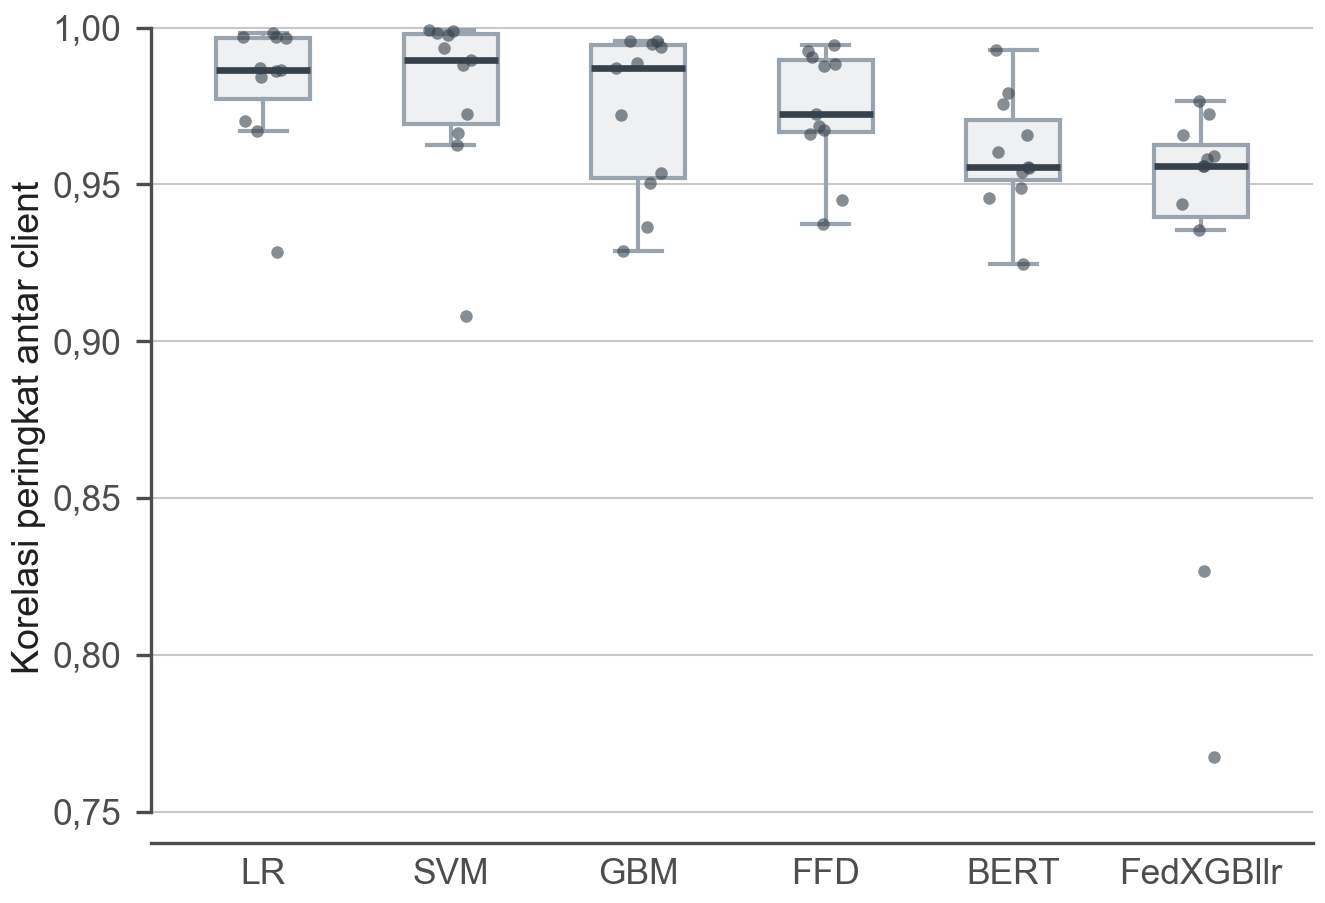 Korelasi peringkat antar client
1,00
0,95
0,90
0,85
0,80
0,75
LR
SVM
GBM
FFD
BERT
FedXGBllr